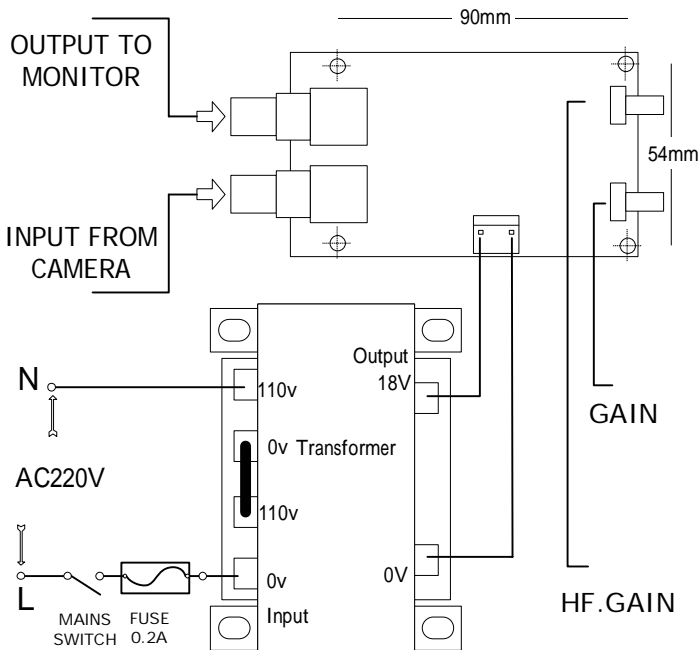 90mm
OUTPUT TO
MONITOR
54mm
INPUT FROM
CAMERA
Output
18V
N
110v
GAIN
0v Transformer
AC220V
110v
0v
0V
L
HF.GAIN
Input
MAINS
SWITCH
FUSE
0.2A